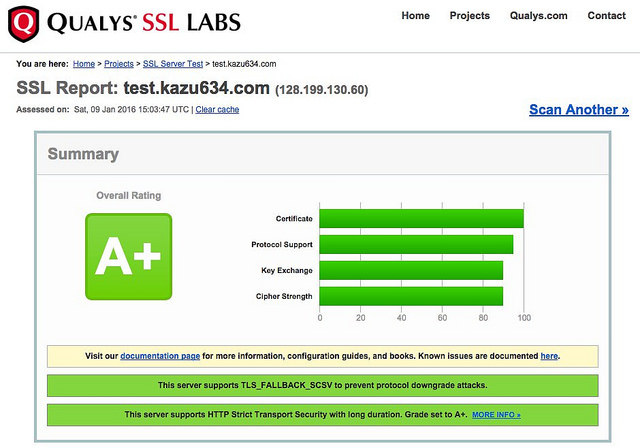 QUALYS® SSL LABS
Home Projects Qualys.com Contact
You are here: Home > Projects > SSL Server Test > test.kazu634.com
SSL Report: test.kazu634.com (128.199.130.60)
Assessed on: Sat, 09 Jan 2016 15:03:47 UTC | Clear cache
Scan Another »
Summary
Overall Rating
A+
Certificate
Protocol Support
Key Exchange
Cipher Strength
0 20 40 60 80 100
Visit our documentation page for more information, configuration guides, and books. Known issues are documented here.
This server supports TLS_FALLBACK_SCSV to prevent protocol downgrade attacks.
This server supports HTTP Strict Transport Security with long duration. Grade set to A+. MORE INFO »